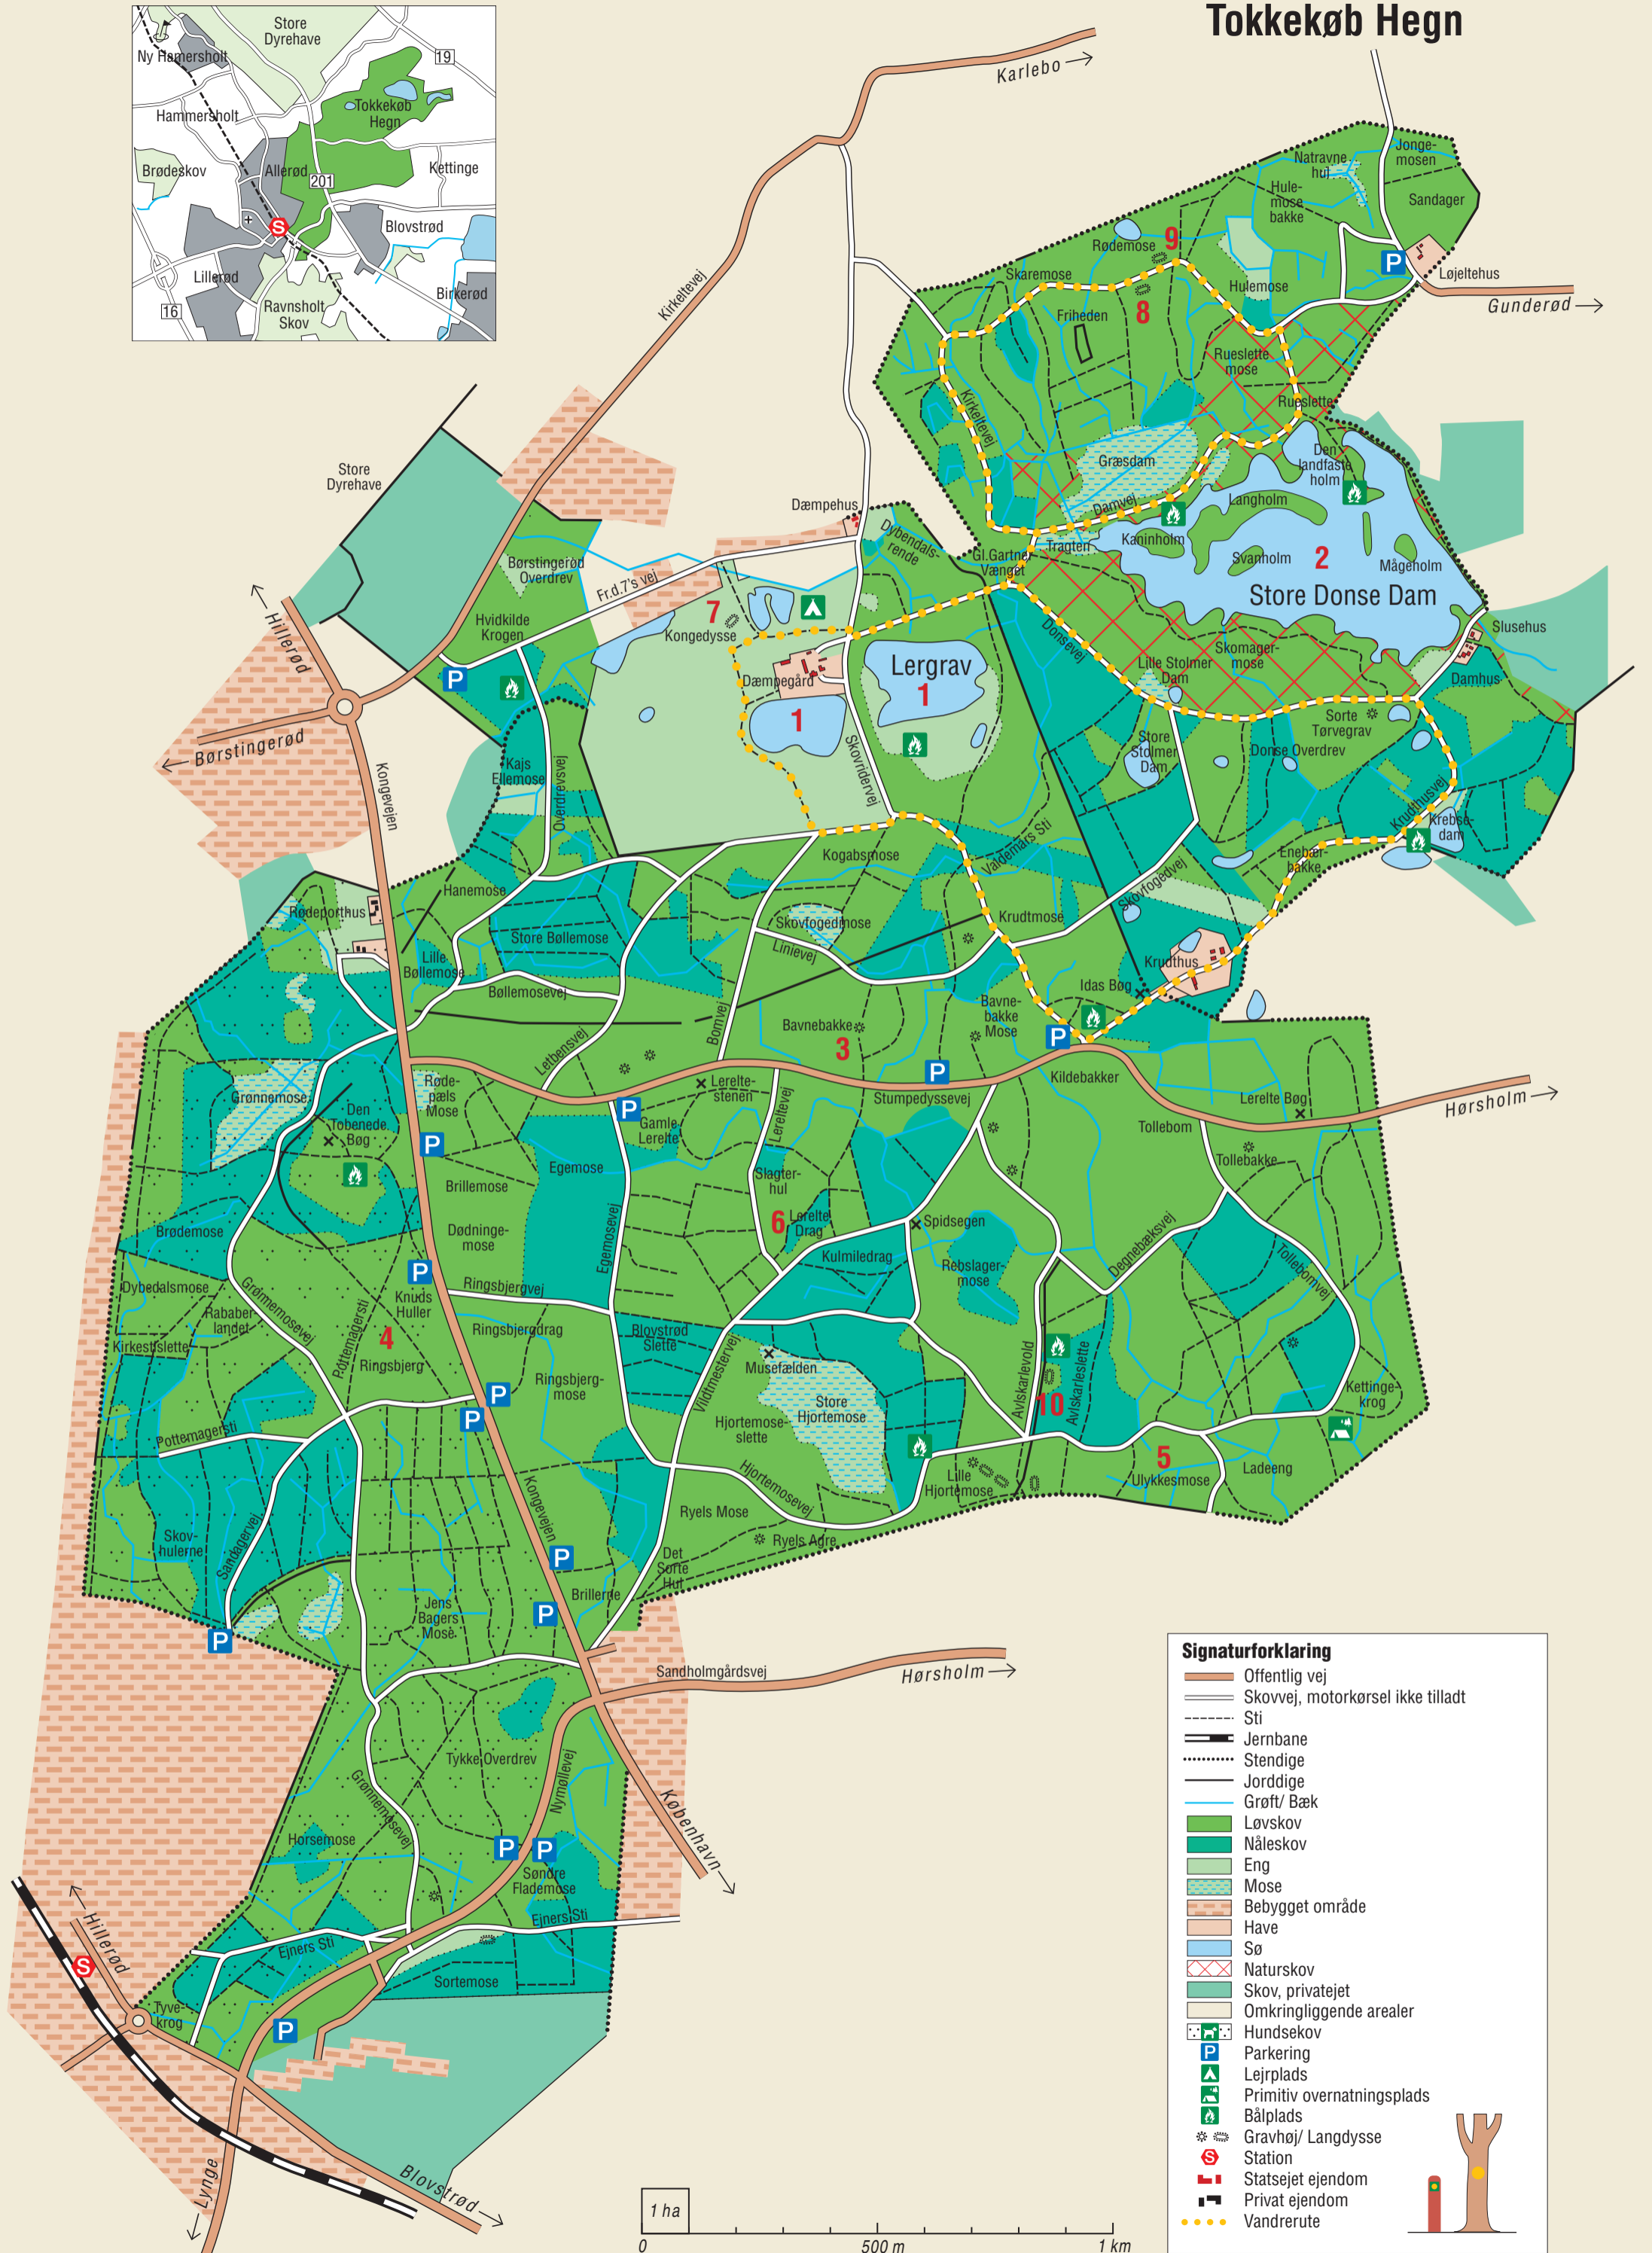 Tokkekøb Hegn
Store
Dyrehave
Ny Hamersholt
19
Tokkekøb
Hegn
Hammersholt
Brødeskov
Allerød
201
Kettinge
S
Blovstrød
Lillerød
Birkerød
16
Ravnsholt
Skov
Karlebo
Kirkeltevej
Natravne
hul
Jonge-
mosen
Hule-
mose
bakke
Sandager
Rødemose
9
P
Løjeltehus
Gunderød
Skaremose
Hulemose
8
Friheden
Rueslette
mose
Rueslette
Kirkeltevej
Store
Dyrehave
Græsdam
Den
landfaste
holm
Langholm
Damvej
Dæmpehus
Dybendals-
rende
Kaninholm
Tragten
Gl.Gartner
Vænget
Svanholm
2
Mågeholm
Store Donse Dam
Børstingerød
Overdrev
Fr.d.7's vej
7
Kongedysse
Hvidkilde
Krogen
Hillerød
P
Slusehus
Donsevej
Skomager-
mose
Lille Stolmer
Dam
Damhus
Lergrav
1
Dæmpegård
1
Børstingerød
Sorte
Tørvegrav
Store
Stolmer
Dam
Donse Overdrev
Kajs
Ellemose
Overdrevsvej
Skovridervej
Kongevejen
Krudthusvej
Krebse-
dam
Enebær-
bakke
Valdemars Sti
Kogabsmose
Hanemose
Skovfogedvej
Rødeporthus
Skovfogedmose
Krudtmose
Store Bøllemose
Linievej
Lille
Bøllemose
Krudthus
Bøllemosevej
Idas Bøg
Bavne-
bakke
Mose
Bomvej
Bavnebakke
3
P
Letbensvej
P
Kildebakker
Grønnemose
Røde-
pæls
Mose
Lerelte-
stenen
Stumpedyssevej
Lerelte Bøg
Hørsholm
Den
Tobenede
Bøg
P
Gamle
Lerelte
Lereltevej
Tollebom
P
Egemose
Tollebakke
Slagter-
hul
Brillemose
Brødemose
Dødninge-
mose
6
Lerelte
Drag
Spidsegen
Egemosevej
Kulmiledrag
Degnebæksvej
Tollebomvej
Rebslager-
mose
P
Dybedalsmose
Ringsbjergvej
Grønnemosevej
Knuds
Huller
Rababer-
landet
Pottemagersti
4
Ringsbjergdrag
Blovstrød
Slette
Kirkestislette
Ringsbjerg
Vildtmestervej
Musefælden
Ringsbjerg-
mose
Avlskarlevold
Avlskarleslette
Store
Hjortemose
Kettinge-
krog
P
P
10
Hjortemose-
slette
Pottemagersti
5
Ulykkesmose
Ladeeng
Lille
Hjortemose
Hjortemosevej
Kongevejen
Ryels Mose
Skov-
hulerne
Sandagervej
Ryels Agre
P
Det
Sorte
Hul
Brillerne
Jens
Bagers
Mose
P
P
Sandholmgårdsvej
Hørsholm
Tykke Overdrev
Nymøllevej
Grønnemosevej
København
Horsemose
P
P
Søndre
Flademose
Hillerød
Ejners Sti
Ejners Sti
S
Sortemose
Tyve-
krog
P
Blovstrød
Lynge
1 ha
0
500 m
1 km
Signaturforklaring
Offentlig vej
Skovvej, motorkørsel ikke tilladt
Sti
Jernbane
Stendige
Jorddige
Grøft/ Bæk
Løvskov
Nåleskov
Eng
Mose
Bebygget område
Have
Sø
Naturskov
Skov, privatejet
Omkringliggende arealer
Hundsekov
P Parkering
Lejrplads
Primitiv overnatningsplads
Bålplads
Gravhøj/ Langdysse
S Station
Statsejet ejendom
Privat ejendom
Vandrerute